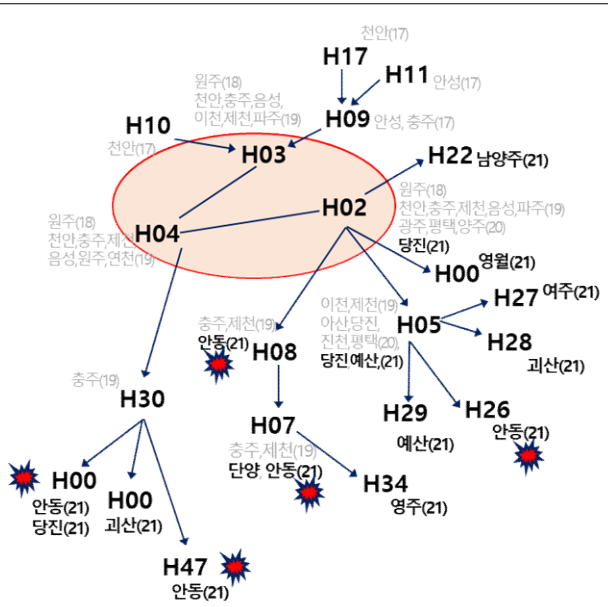 천안(17)
H17
H11 안성(17)
원주(18)
천안,충주,음성,
이천,제천,파주(19)
H09 안성, 충주(17)
H10
천안(17)
H03
H22 남양주(21)
원주(18)
천안,충주,제천,음성,파주(19)
광주,평택,양주(20)
당진(21)
H02
원주(18)
천안,충주,제천
음성,원주,연천(19)
H04
영월(21)
H00
H27 여주(21)
이천,제천(19)
아산,당진,
진천,평택(20),
당진,예산,(21)
H05
H28
괴산(21)
충주,제천(19)
안동(21)
H08
충주(19)
H30
H07
충주,제천(19)
단양, 안동(21)
H29
예산(21)
H26
안동(21)
H34
영주(21)
H00
안동(21)
당진(21)
H00
괴산(21)
H47
안동(21)